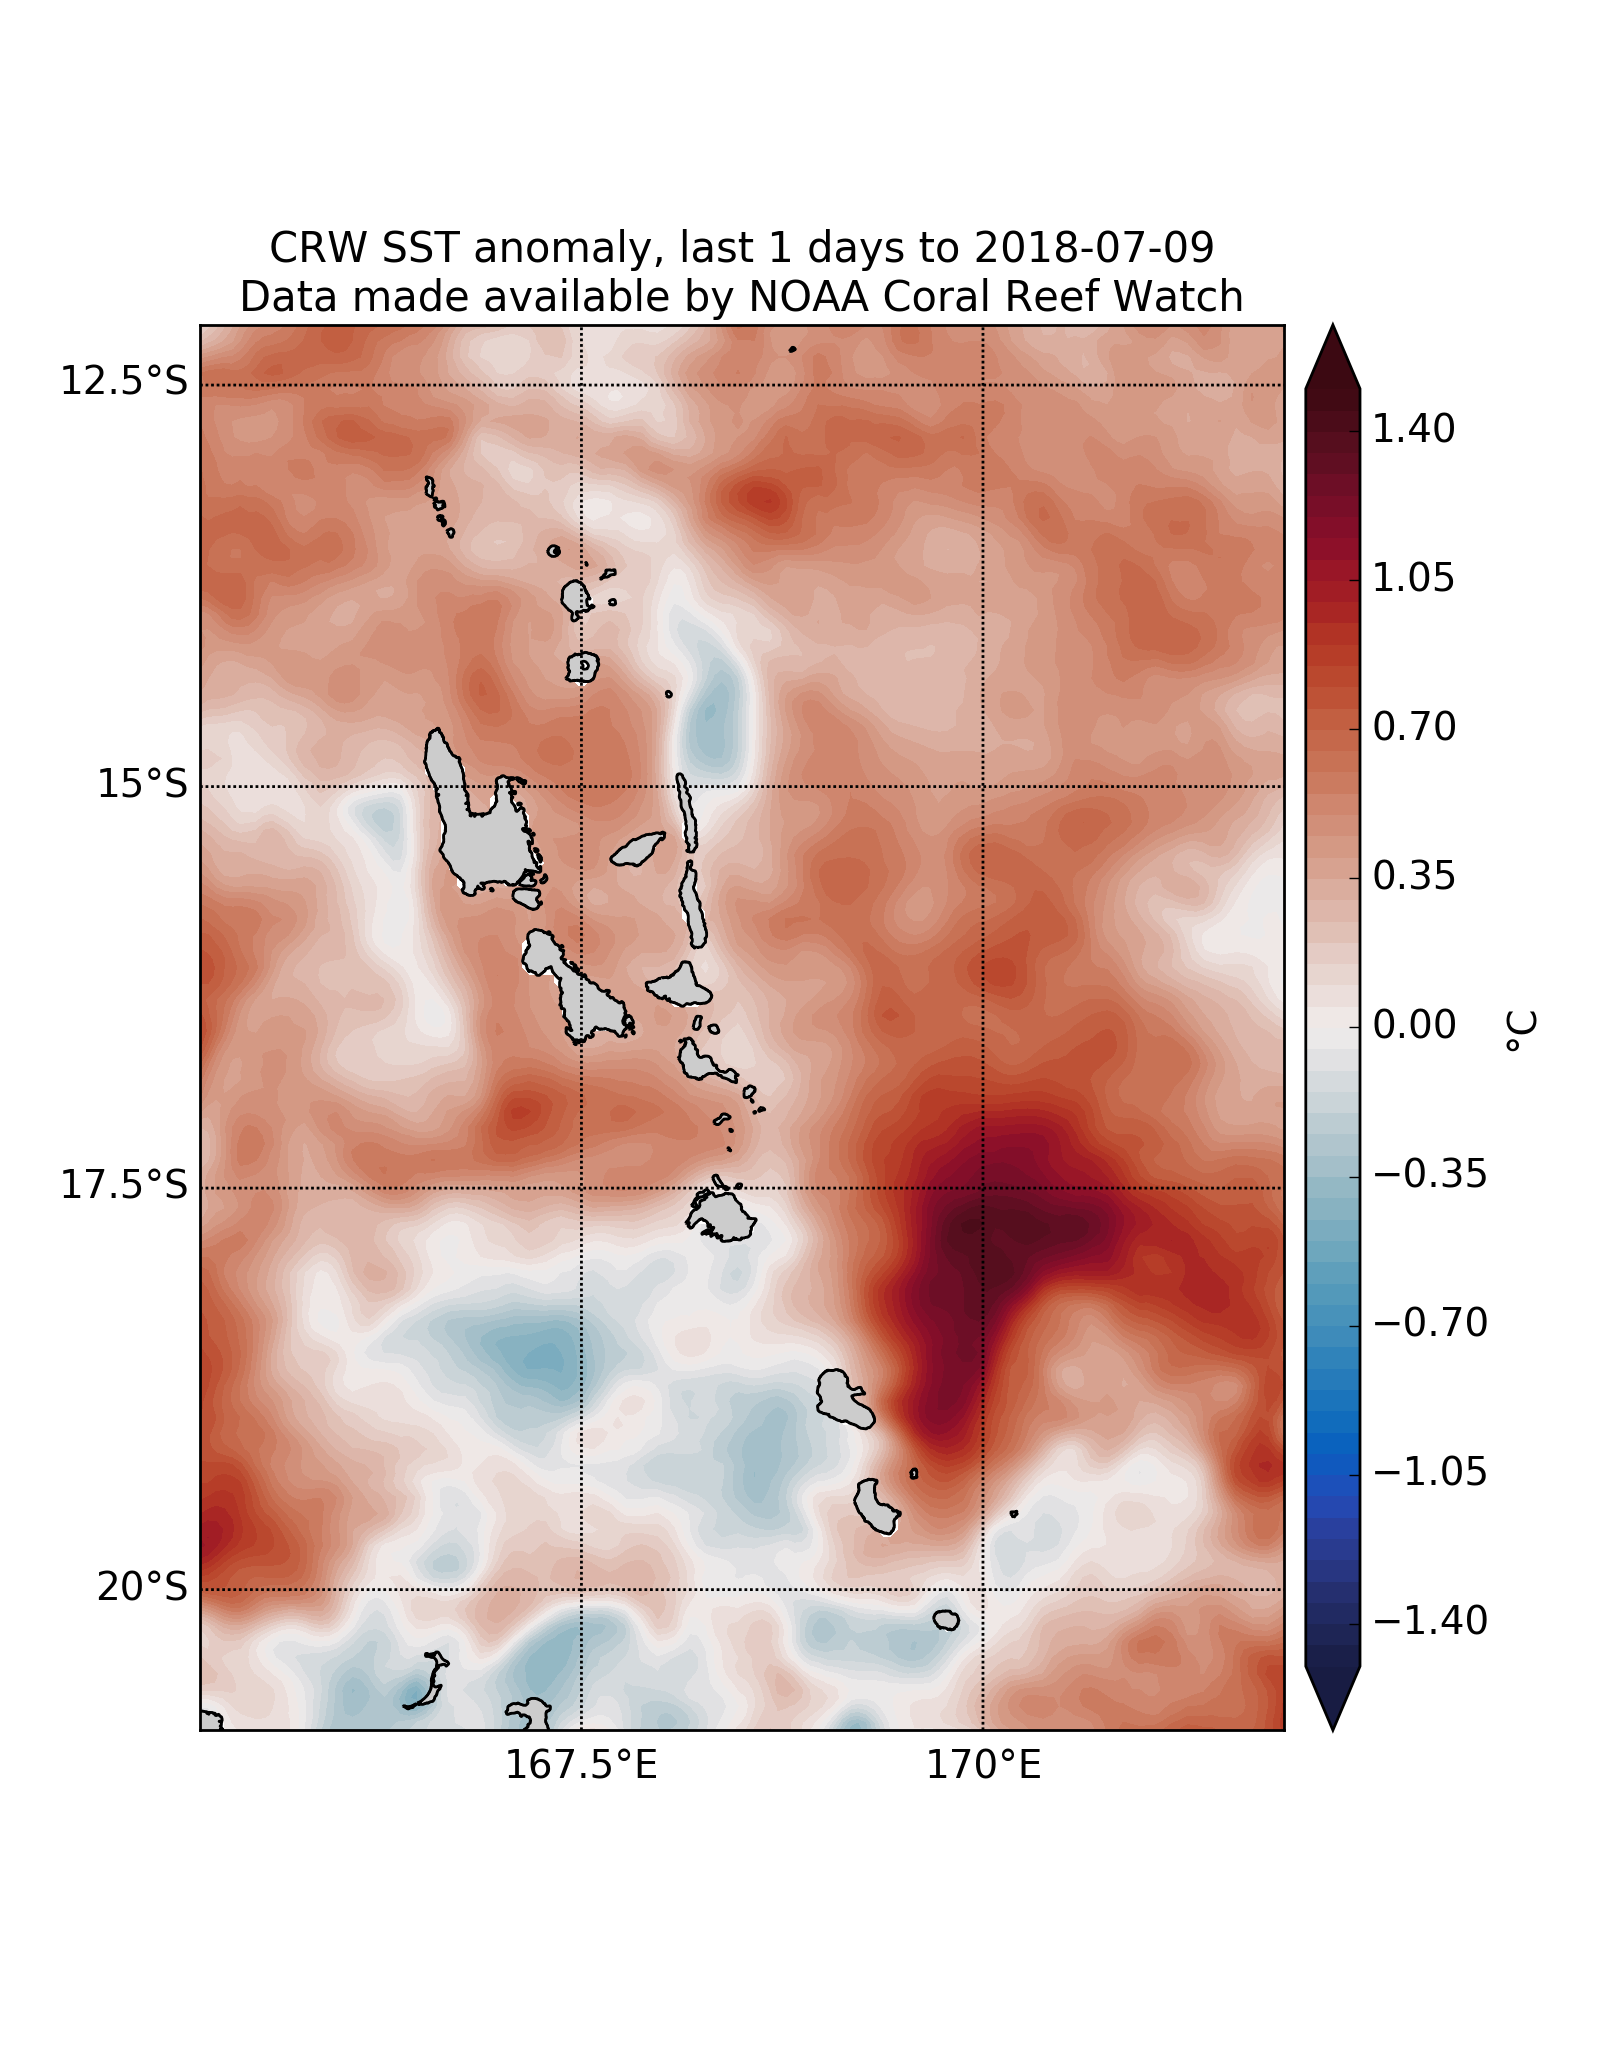 CRW SST anomaly, last 1 days to 2018-07-09
Data made available by NOAA Coral Reef Watch
12.5°S
15°S
17.5°S
20°S
167.5°E
170°E
1.40
1.05
0.70
0.35
0.00
−0.35
−0.70
−1.05
−1.40
°C